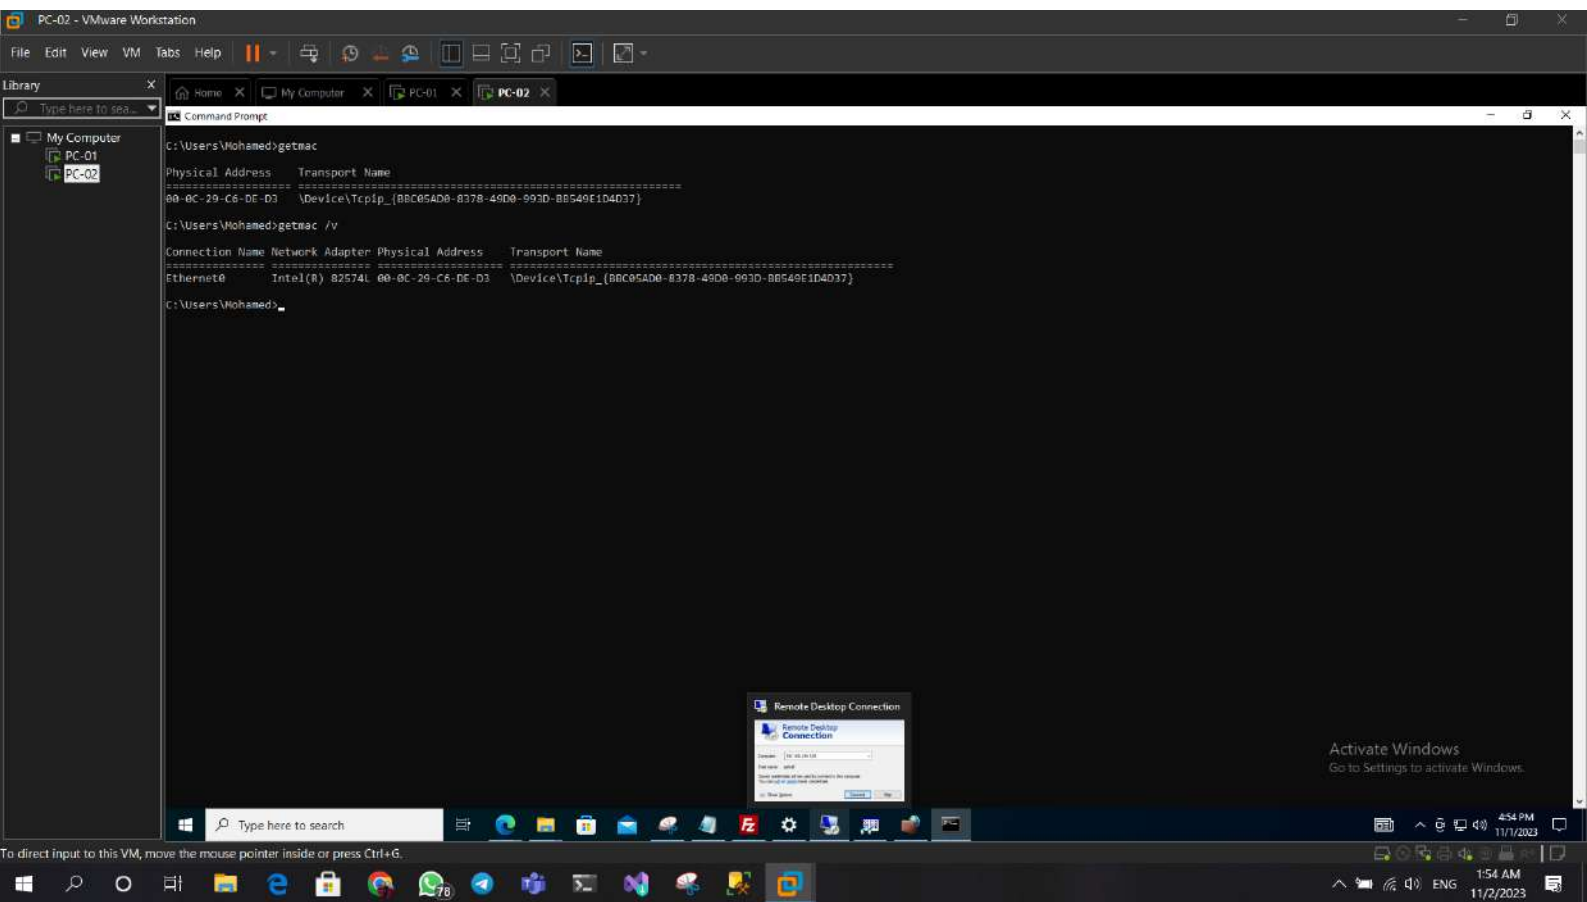 PC-02 - VMware Workstation
File Edit View VM Tabs Help
Library X
Type here to sea...
Home My Computer PC-01 PC-02
My Computer
PC-01
PC-02
Command Prompt
C:\Users\Mohamed>getmac
Physical Address Transport Name
=================== ==========================================================
00-0C-29-C6-DE-D3 \Device\Tcpip_{BBC05AD0-8378-49D0-993D-BB549E1D4D37}
C:\Users\Mohamed>getmac /v
Connection Name Network Adapter Physical Address Transport Name
=============== =============== =================== ==========================================================
Ethernet0 Intel(R) 82574L 00-0C-29-C6-DE-D3 \Device\Tcpip_{BBC05AD0-8378-49D0-993D-BB549E1D4D37}
C:\Users\Mohamed>_
Remote Desktop Connection
Remote Desktop
Connection
Activate Windows
Go to Settings to activate Windows.
Type here to search
4:54 PM
11/1/2023
To direct input to this VM, move the mouse pointer inside or press Ctrl+G.
78
ENG
1:54 AM
11/2/2023